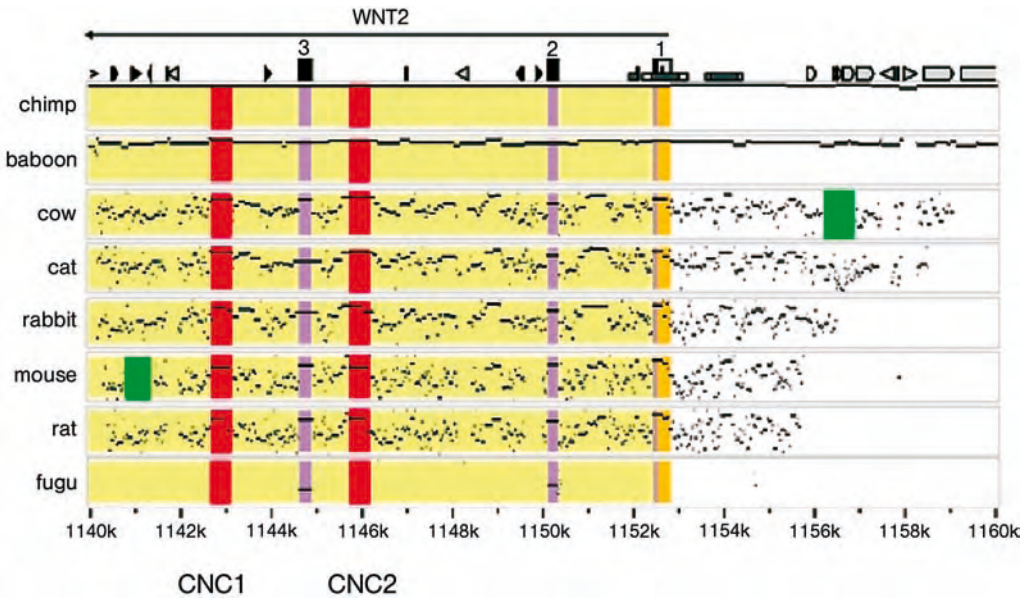 WNT2
3 2 1
chimp
baboon
cow
cat
rabbit
mouse
rat
fugu
1140k 1142k 1144k 1146k 1148k 1150k 1152k 1154k 1156k 1158k 1160k
CNC1 CNC2